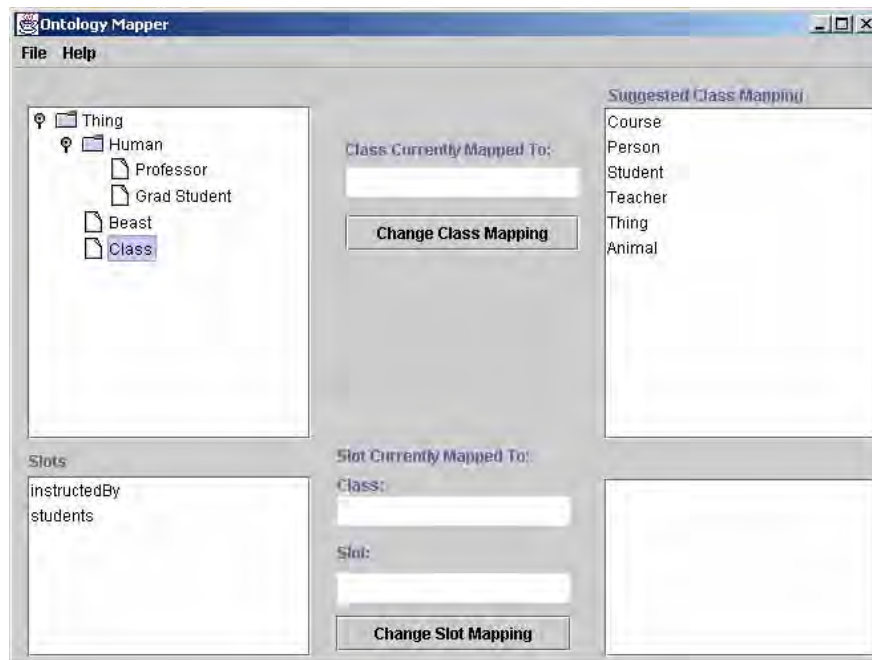 Ontology Mapper
File Help
Thing
Human
Professor
Grad Student
Beast
Class
Class Currently Mapped To:
Change Class Mapping
Suggested Class Mapping
Course
Person
Student
Teacher
Thing
Animal
Slots
instructedBy
students
Slot Currently Mapped To:
Class:
Slot:
Change Slot Mapping